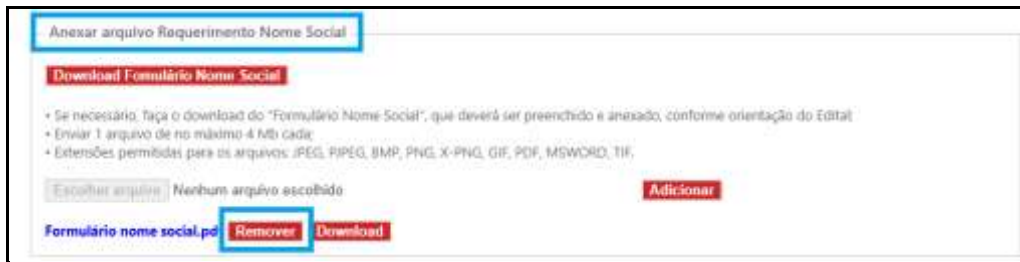 Anexar arquivo Requerimento Nome Social
Download Formulário Nome Social
• Se necessário, faça o download do "Formulário Nome Social", que deverá ser preenchido e anexado, conforme orientação do Edital;
• Enviar 1 arquivo de no máximo 4 Mb cada;
• Extensões permitidas para os arquivos: JPEG, PJPEG, BMP, PNG, X-PNG, GIF, PDF, MSWORD, TIF.
Escolher arquivo Nenhum arquivo escolhido Adicionar
Formulário nome social.pd Remover Download